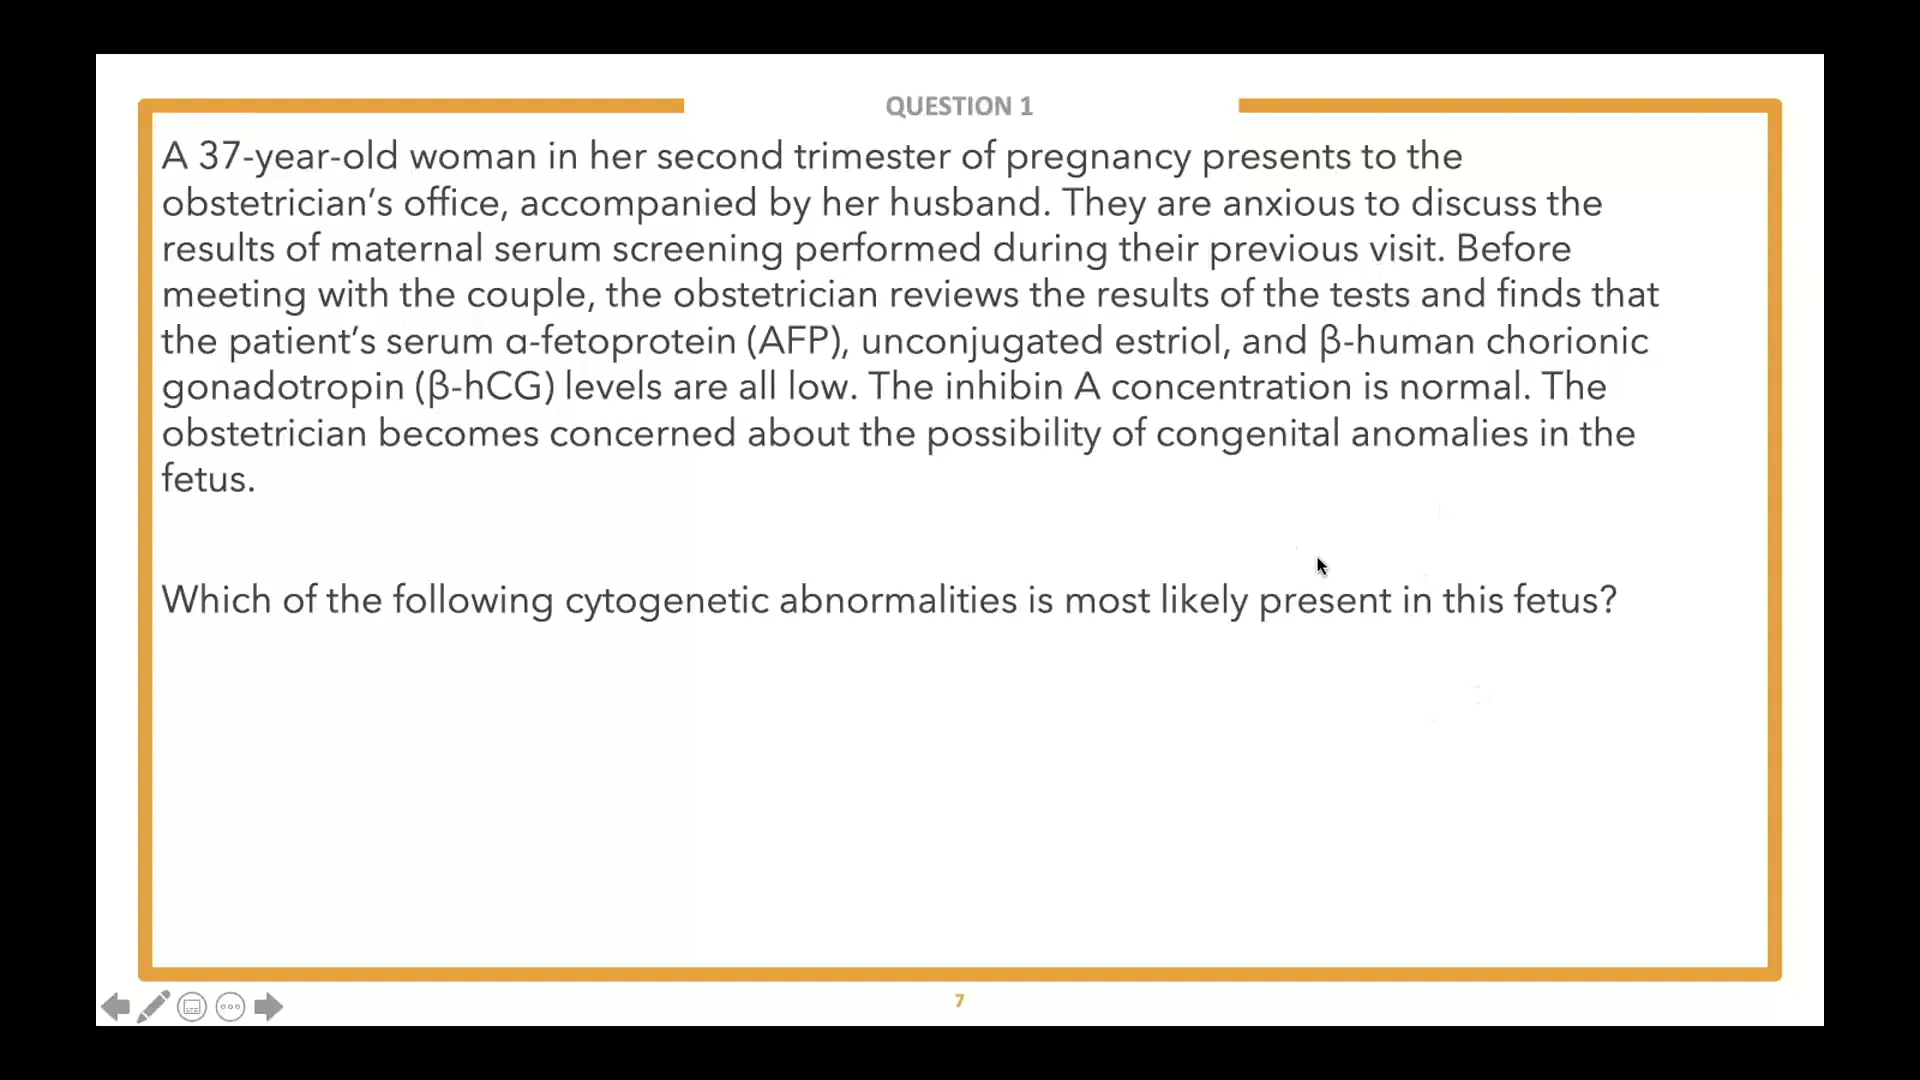 QUESTION 1
A 37-year-old woman in her second trimester of pregnancy presents to the
obstetrician’s office, accompanied by her husband. They are anxious to discuss the
results of maternal serum screening performed during their previous visit. Before
meeting with the couple, the obstetrician reviews the results of the tests and finds that
the patient’s serum ɑ-fetoprotein (AFP), unconjugated estriol, and β-human chorionic
gonadotropin (β-hCG) levels are all low. The inhibin A concentration is normal. The
obstetrician becomes concerned about the possibility of congenital anomalies in the
fetus.
Which of the following cytogenetic abnormalities is most likely present in this fetus?
7